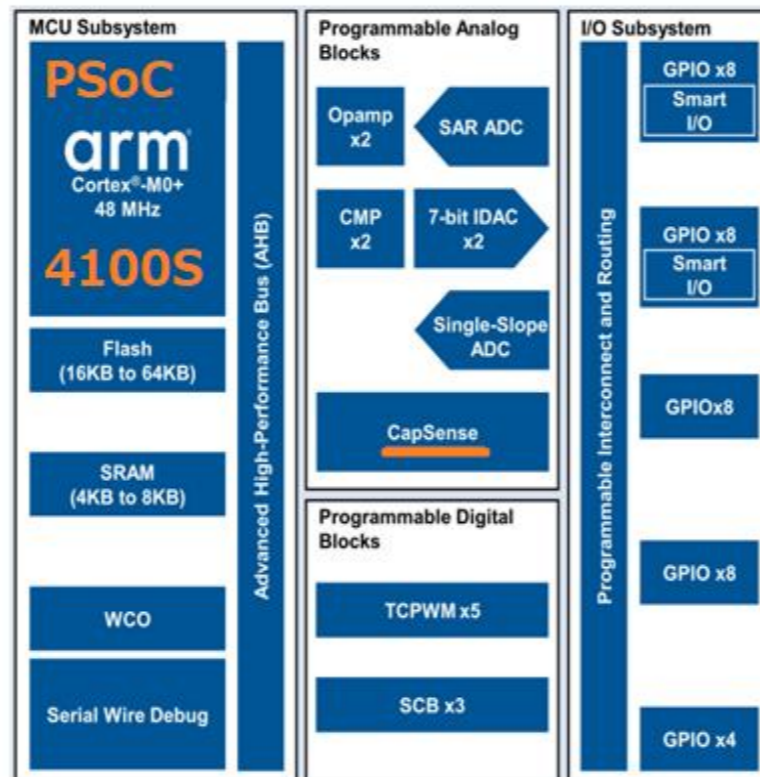 MCU Subsystem
PSoC
arm
Cortex®-M0+
48 MHz
4100S
Flash
(16KB to 64KB)
SRAM
(4KB to 8KB)
WCO
Serial Wire Debug
Advanced High-Performance Bus (AHB)
Programmable Analog
Blocks
Opamp
x2
SAR ADC
CMP
x2
7-bit IDAC
x2
Single-Slope
ADC
CapSense
Programmable Digital
Blocks
TCPWM x5
SCB x3
I/O Subsystem
Programmable Interconnect and Routing
GPIO x8
Smart
I/O
GPIO x8
Smart
I/O
GPIOx8
GPIO x8
GPIO x4